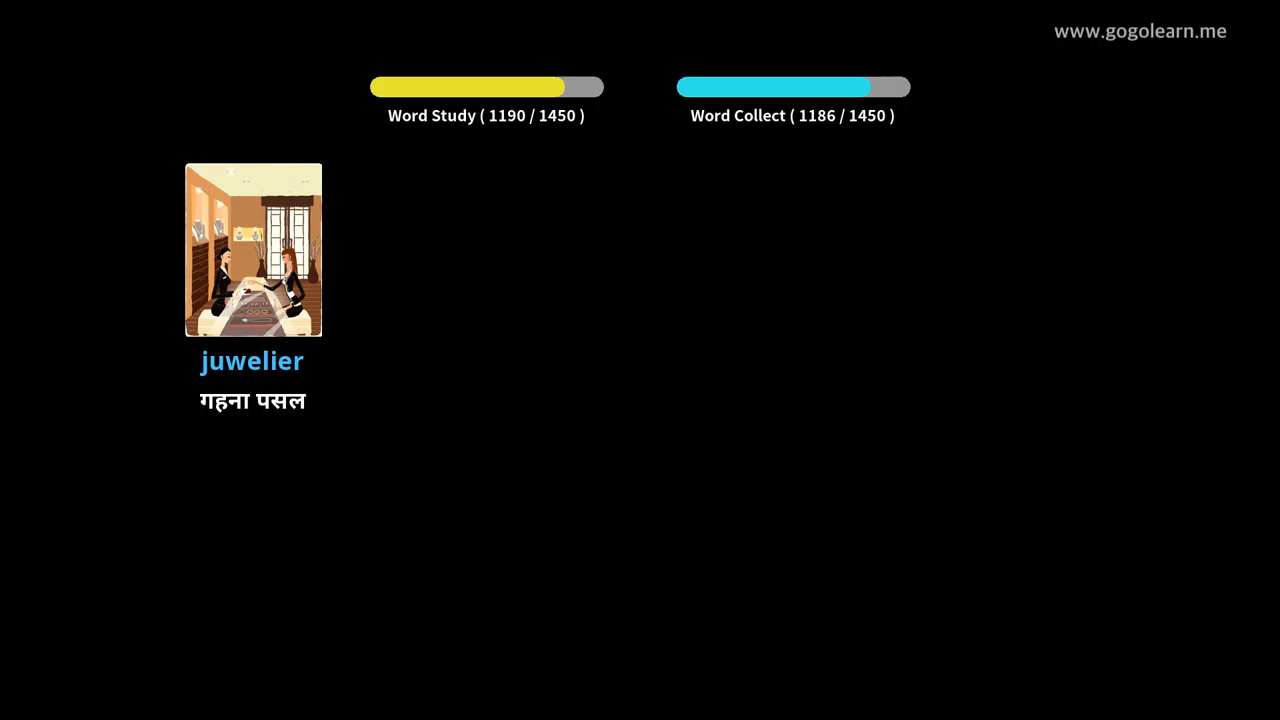 www.gogolearn.me
Word Study ( 1190 / 1450 )
Word Collect ( 1186 / 1450 )
juwelier
गहना पसल